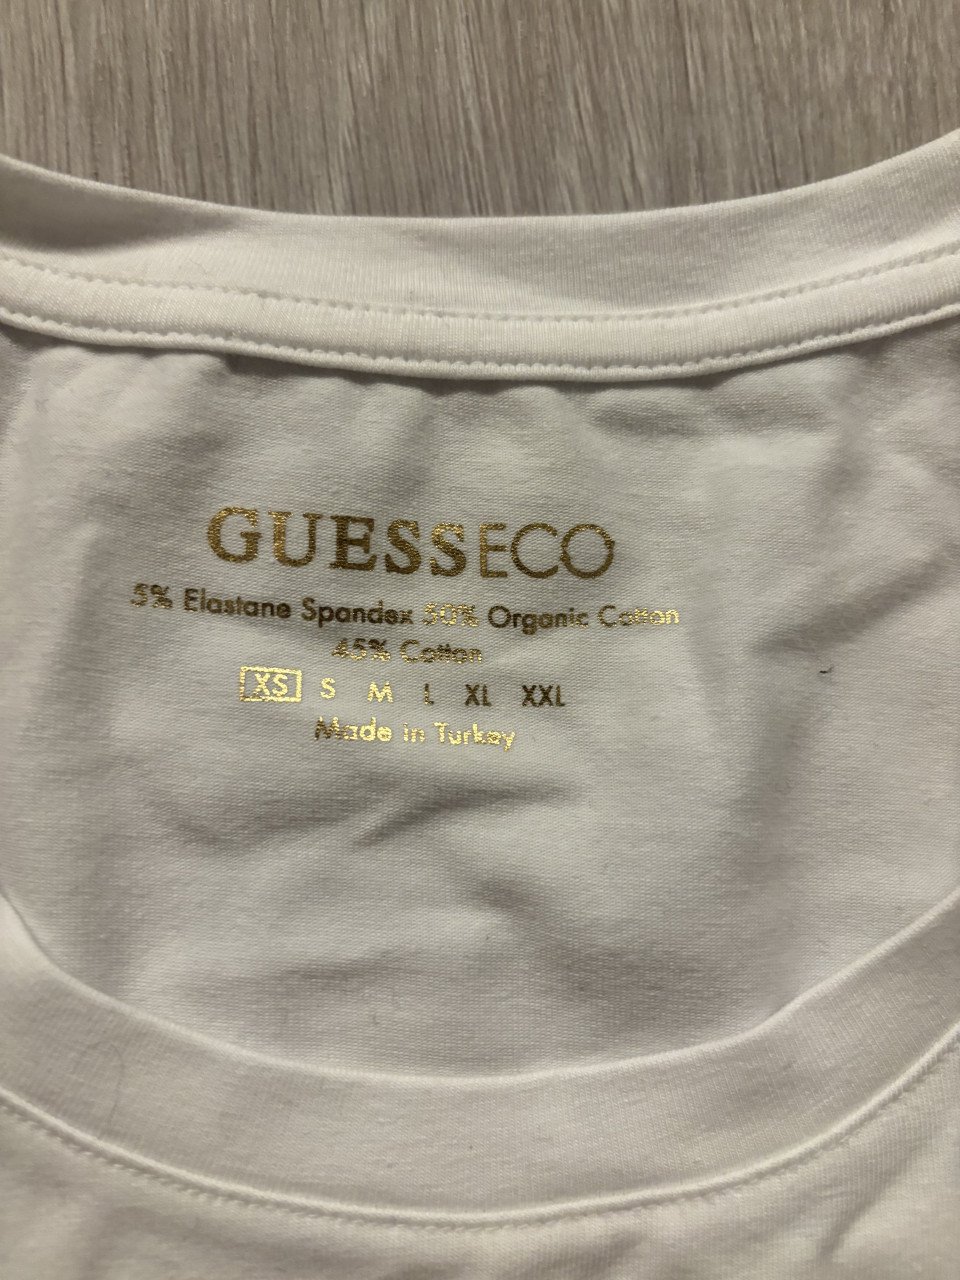 GUESSECO
5% Elastane Spandex 50% Organic Cotton
45% Cotton
XS S M L XL XXL
Made in Turkey